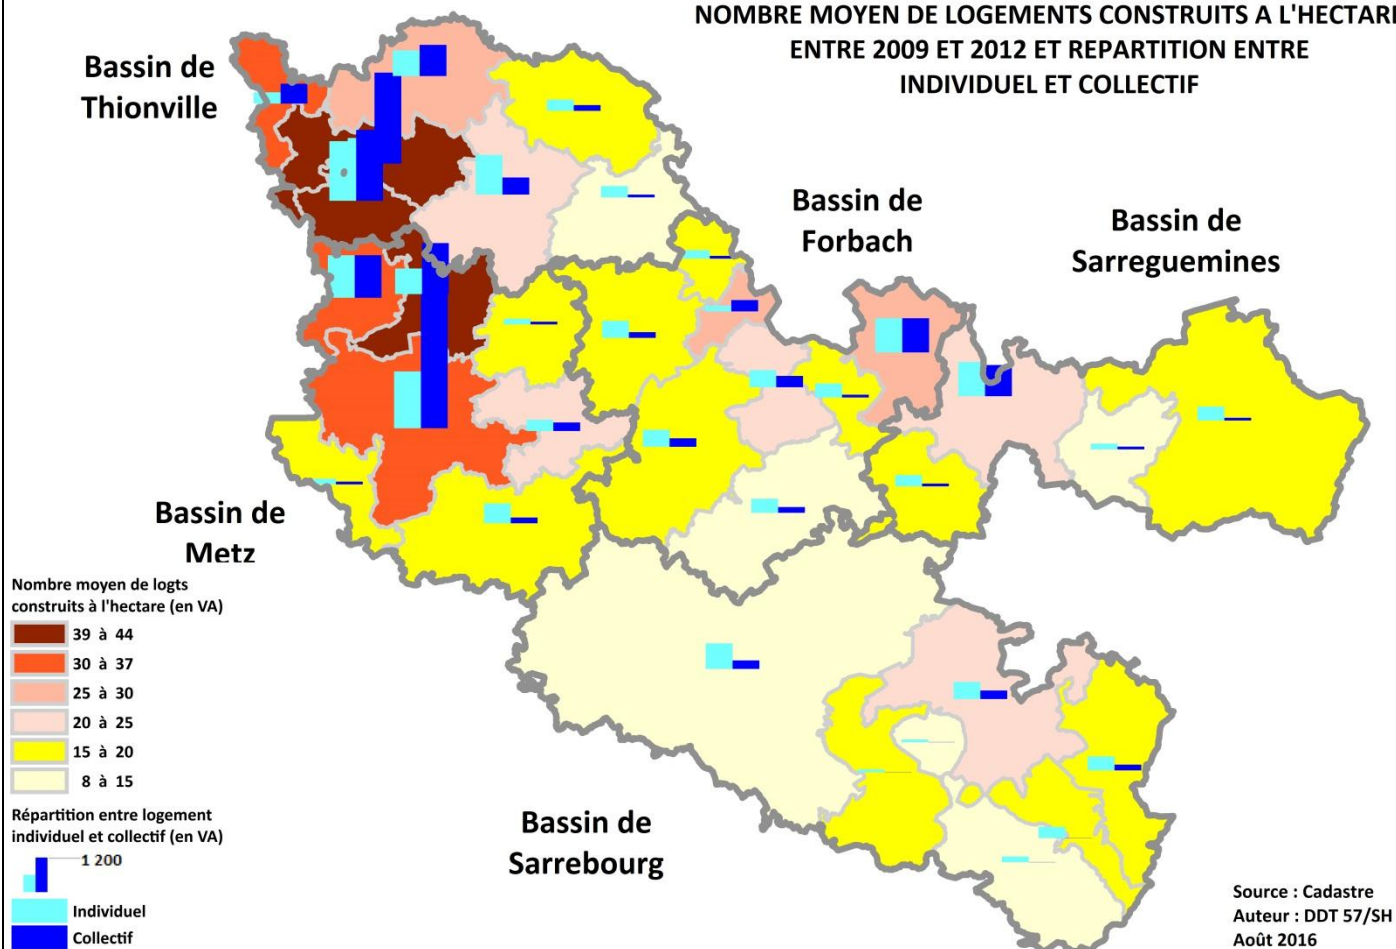 NOMBRE MOYEN DE LOGEMENTS CONSTRUITS A L'HECTARE
ENTRE 2009 ET 2012 ET REPARTITION ENTRE
INDIVIDUEL ET COLLECTIF
Bassin de
Thionville
Bassin de
Forbach
Bassin de
Sarreguemines
Bassin de
Metz
Bassin de
Sarrebourg
Nombre moyen de logts
construits à l'hectare (en VA)
39 à 44
30 à 37
25 à 30
20 à 25
15 à 20
8 à 15
Répartition entre logement
individuel et collectif (en VA)
1 200
Individuel
Collectif
Source : Cadastre
Auteur : DDT 57/SH
Août 2016